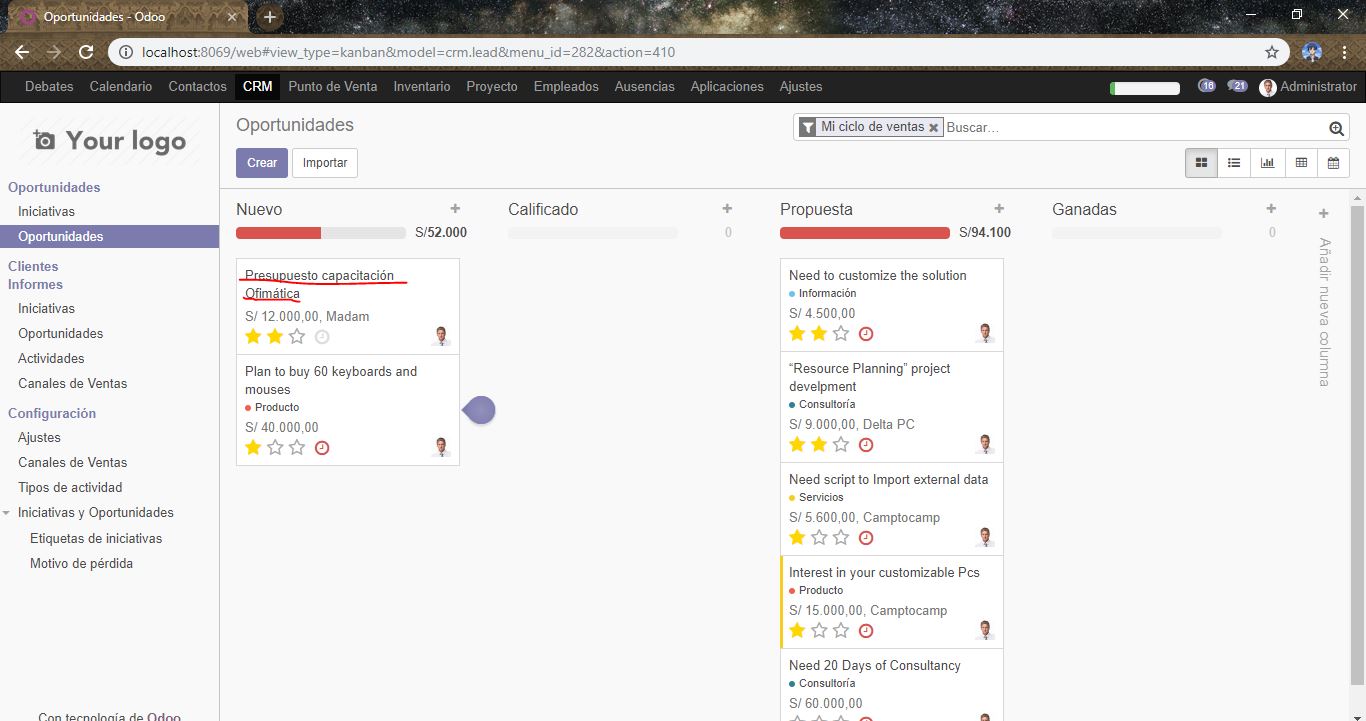 Oportunidades - Odoo
localhost:8069/web#view_type=kanban&model=crm.lead&menu_id=282&action=410
Debates Calendario Contactos CRM Punto de Venta Inventario Proyecto Empleados Ausencias Aplicaciones Ajustes 16 21 Administrator
Your logo
Oportunidades
Iniciativas
Oportunidades
Clientes
Informes
Iniciativas
Oportunidades
Actividades
Canales de Ventas
Configuración
Ajustes
Canales de Ventas
Tipos de actividad
Iniciativas y Oportunidades
Etiquetas de iniciativas
Motivo de pérdida
Con tecnología de Odoo
Oportunidades
Mi ciclo de ventas Buscar...
Crear Importar
Nuevo
S/52.000
Presupuesto capacitación
Ofimática
S/ 12.000,00, Madam
Plan to buy 60 keyboards and
mouses
Producto
S/ 40.000,00
Calificado
0
Propuesta
S/94.100
Need to customize the solution
Información
S/ 4.500,00
“Resource Planning” project
develpment
Consultoría
S/ 9.000,00, Delta PC
Need script to Import external data
Servicios
S/ 5.600,00, Camptocamp
Interest in your customizable Pcs
Producto
S/ 15.000,00, Camptocamp
Need 20 Days of Consultancy
Consultoría
S/ 60.000,00
Ganadas
0
Añadir nueva columna